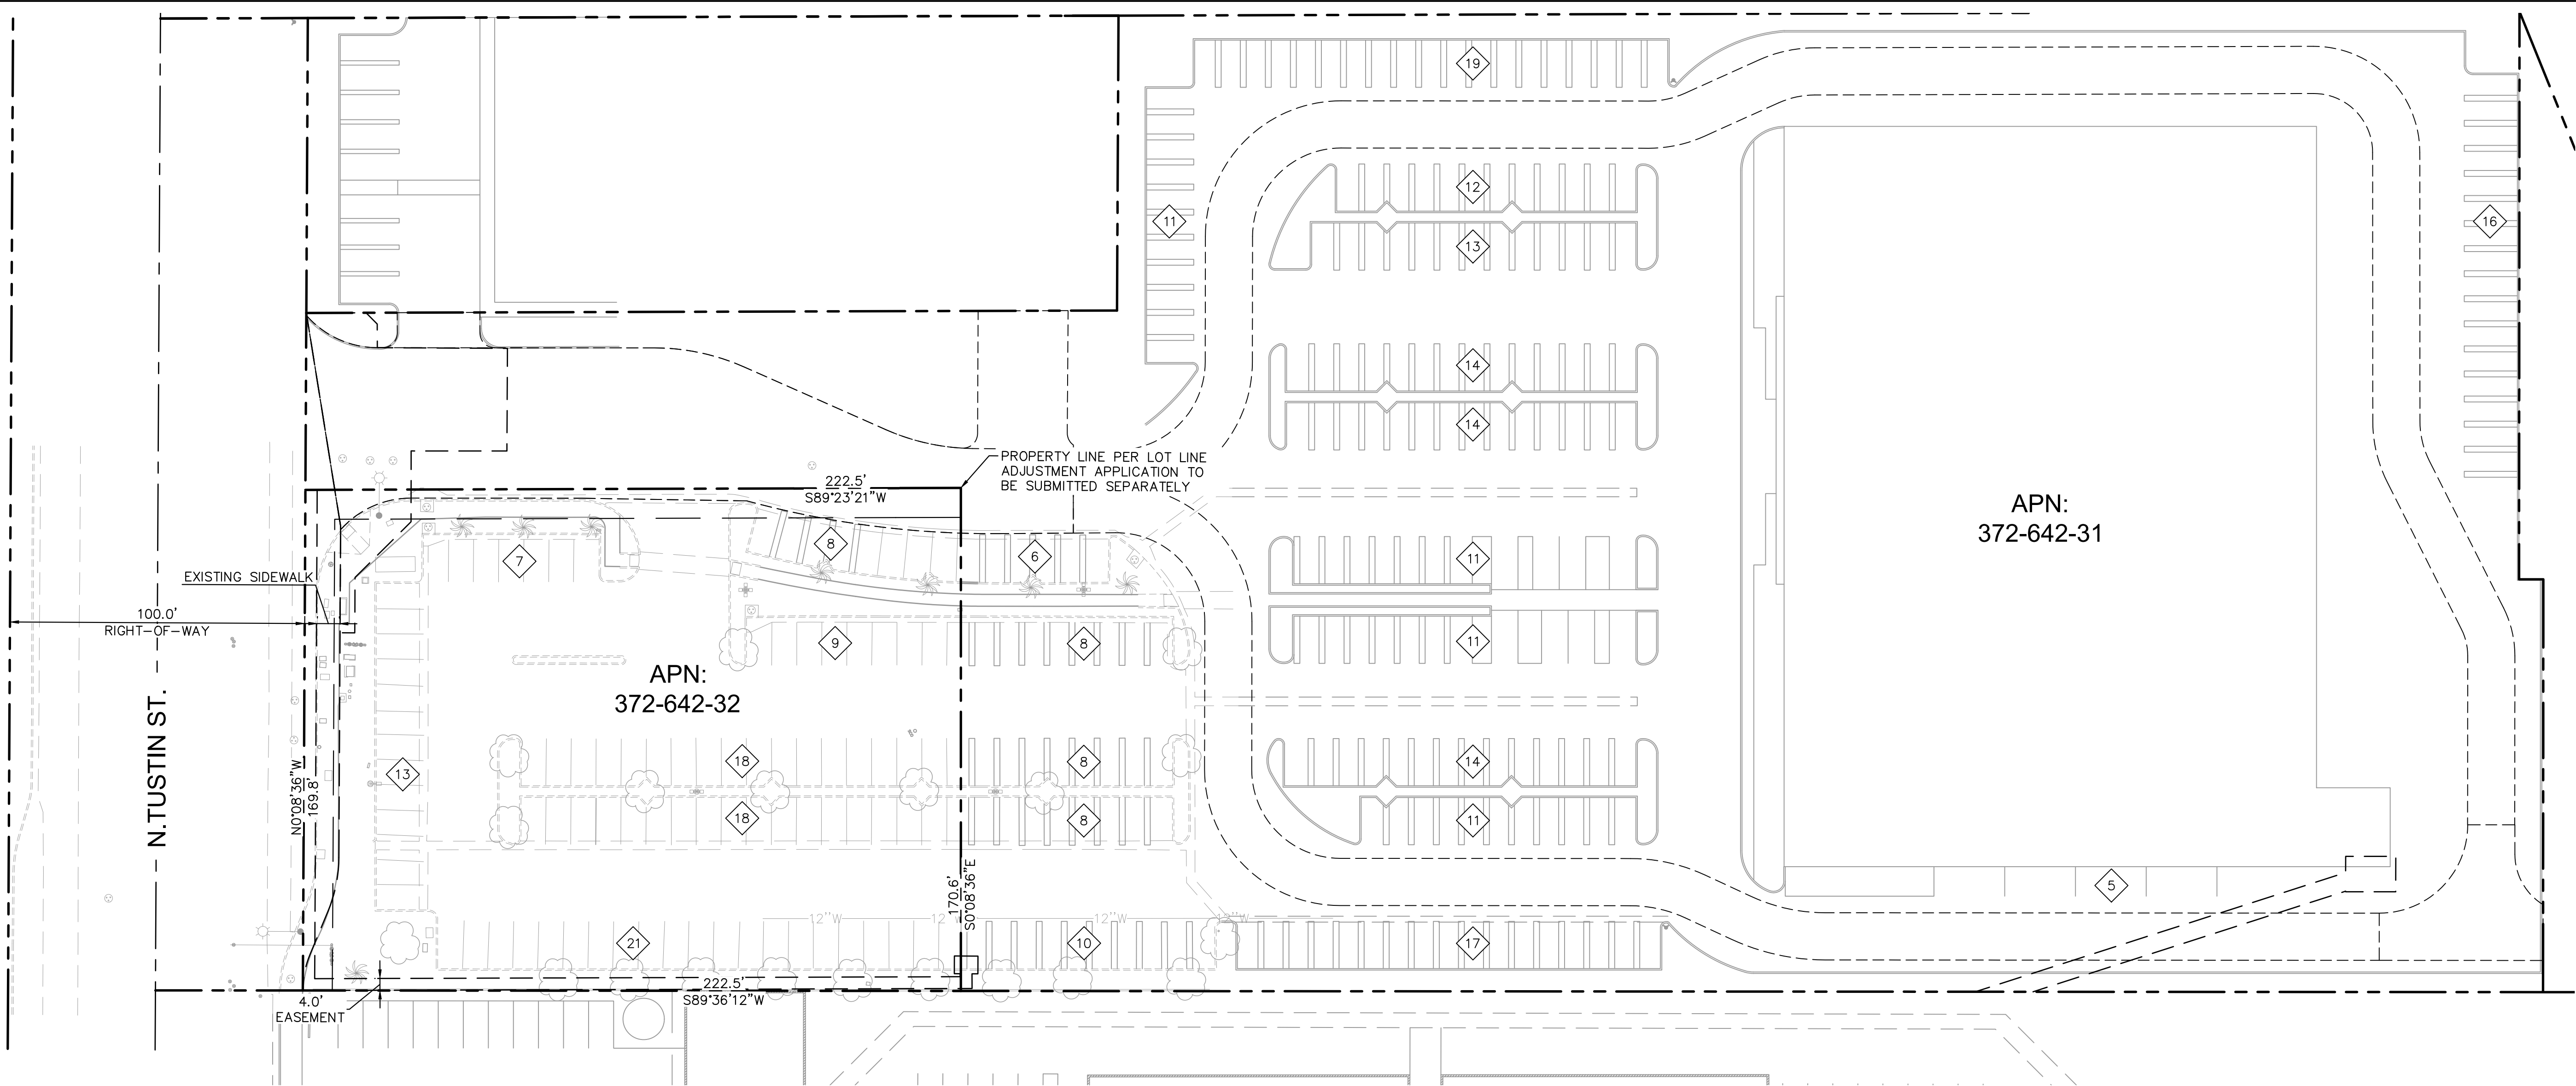 19
12
11
13
16
14
14
PROPERTY LINE PER LOT LINE
ADJUSTMENT APPLICATION TO
BE SUBMITTED SEPARATELY
222.5'
S89°23'21"W
APN:
372-642-31
8
6
7
11
EXISTING SIDEWALK
100.0'
RIGHT-OF-WAY
9
8
11
APN:
372-642-32
N.TUSTIN ST.
N0°08'36"W
169.8'
13
18
8
14
18
8
11
170.6'
S0°08'36"E
5
12"W
12"W
12"W
12"W
21
10
17
222.5'
S89°36'12"W
4.0'
EASEMENT